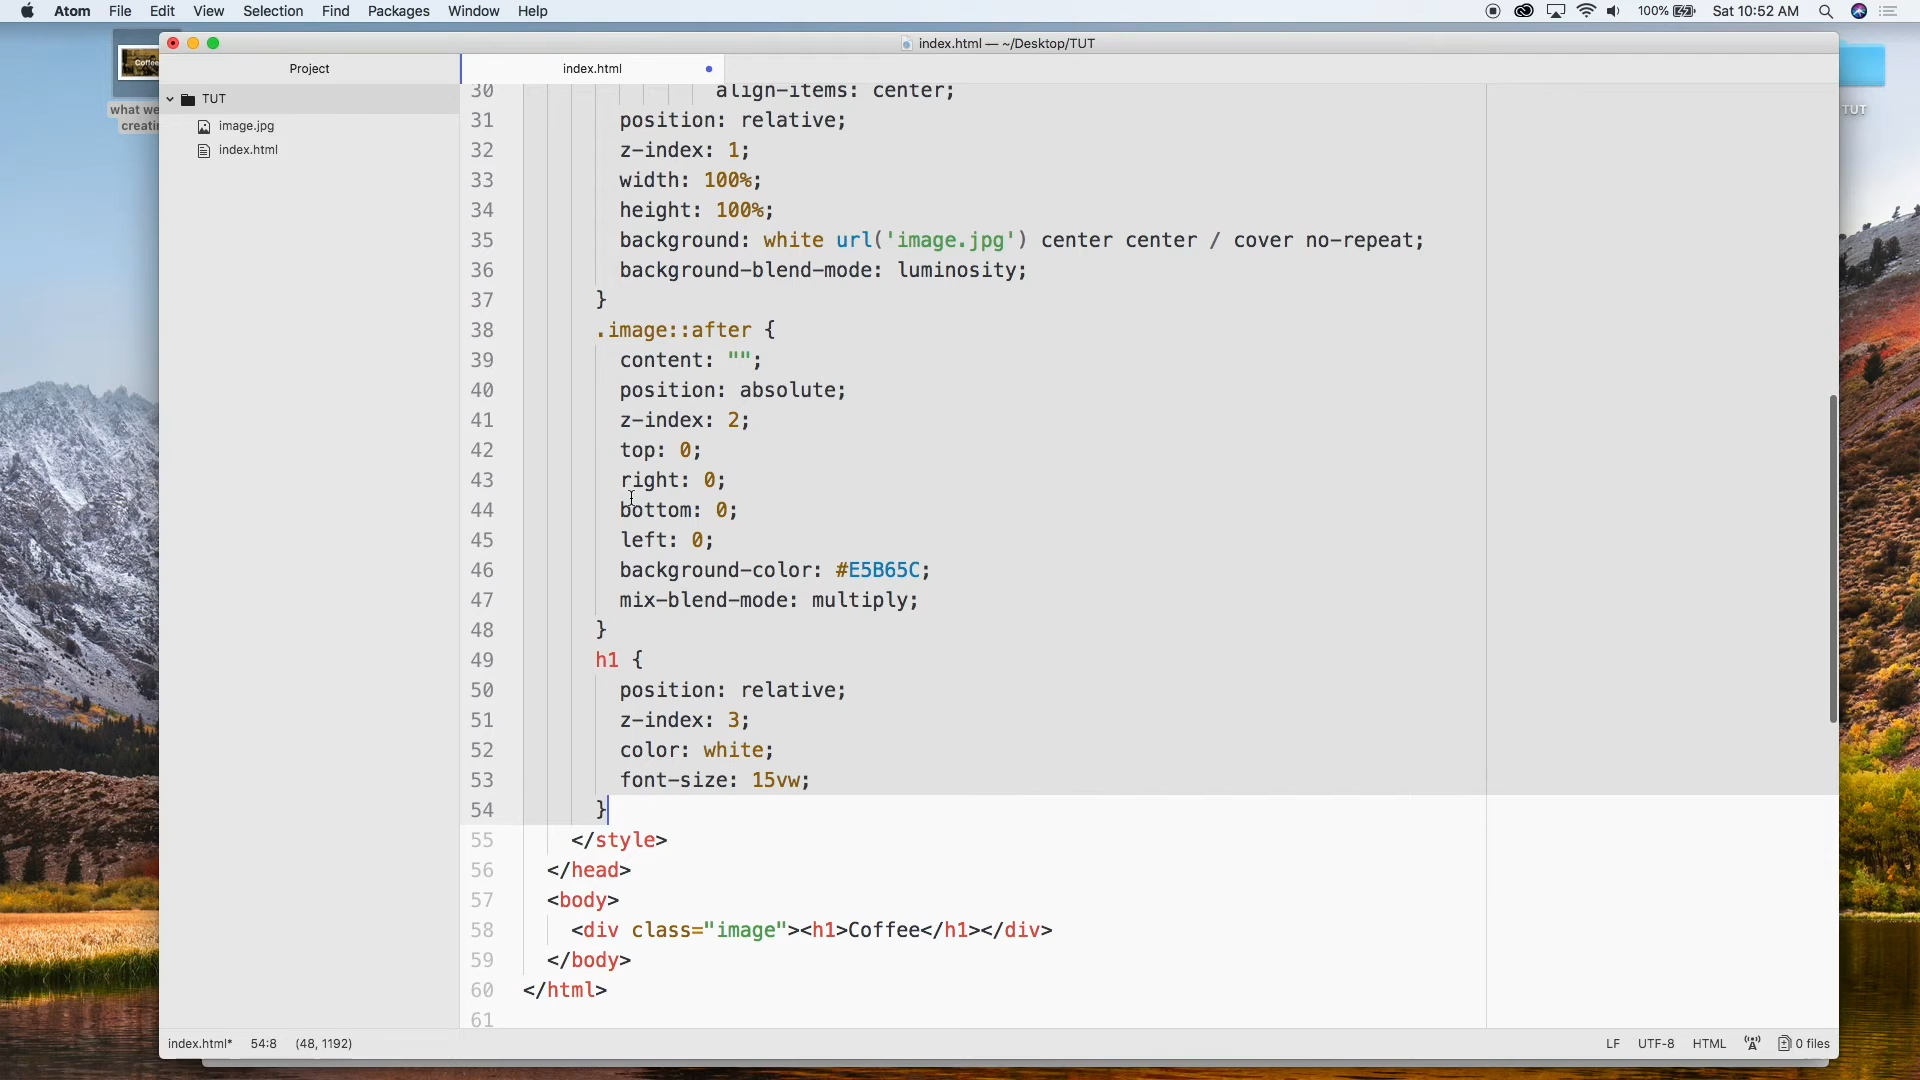 Atom File Edit View Selection Find Packages Window Help 100% Sat 10:52 AM
index.html — ~/Desktop/TUT
Project
index.html
TUT
image.jpg
index.html
Coffee
what we
creatin
TUT
30 align-items: center;
31 position: relative;
32 z-index: 1;
33 width: 100%;
34 height: 100%;
35 background: white url('image.jpg') center center / cover no-repeat;
36 background-blend-mode: luminosity;
37 }
38 .image::after {
39 content: "";
40 position: absolute;
41 z-index: 2;
42 top: 0;
43 right: 0;
44 bottom: 0;
45 left: 0;
46 background-color: #E5B65C;
47 mix-blend-mode: multiply;
48 }
49 h1 {
50 position: relative;
51 z-index: 3;
52 color: white;
53 font-size: 15vw;
54 }
55 </style>
56 </head>
57 <body>
58 <div class="image"><h1>Coffee</h1></div>
59 </body>
60 </html>
61
index.html* 54:8 (48, 1192) LF UTF-8 HTML 0 files